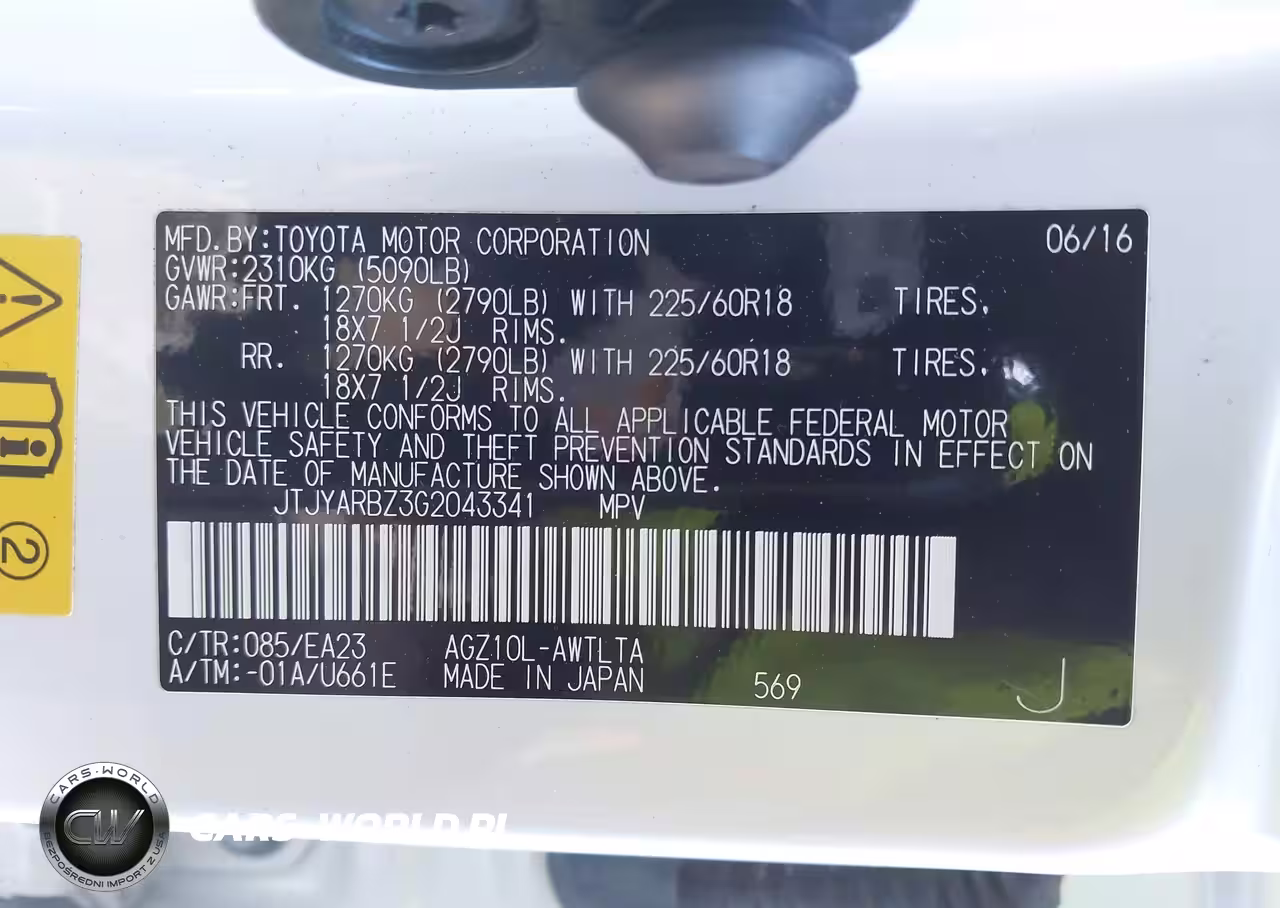 MFD.BY:TOYOTA MOTOR CORPORATION 06/16
GVWR:2310KG (5090LB)
GAWR:FRT. 1270KG (2790LB) WITH 225/60R18 TIRES.
18X7 1/2J RIMS.
RR. 1270KG (2790LB) WITH 225/60R18 TIRES.
18X7 1/2J RIMS.
THIS VEHICLE CONFORMS TO ALL APPLICABLE FEDERAL MOTOR
VEHICLE SAFETY AND THEFT PREVENTION STANDARDS IN EFFECT ON
THE DATE OF MANUFACTURE SHOWN ABOVE.
JTJYARBZ3G2043341 MPV
C/TR:085/EA23 AGZ10L-AWTLTA
A/TM:-01A/U661E MADE IN JAPAN 569 J
2
CARS-WORLD
CW
BEZPOŚREDNI IMPORT Z USA
CARS-WORLD.PL